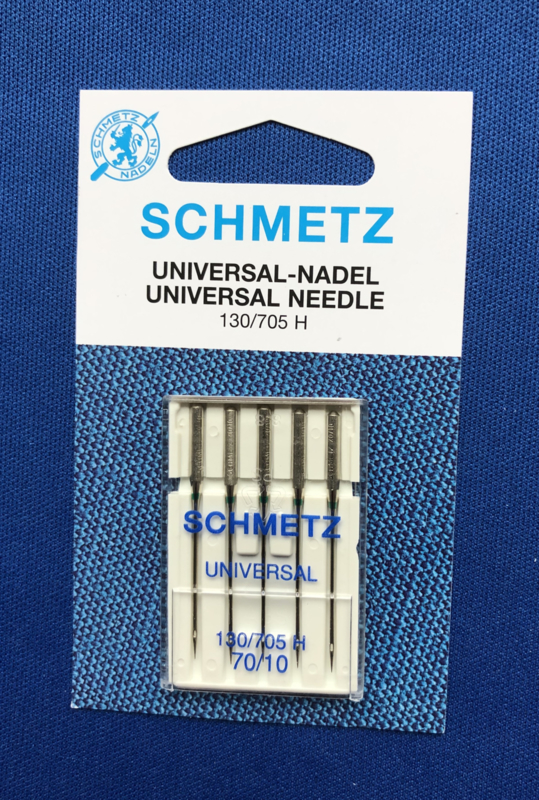 SCHMETZ
NADELN
SCHMETZ
UNIVERSAL-NADEL
UNIVERSAL NEEDLE
130/705 H
SCHMETZ
UNIVERSAL
130/705 H
70/10